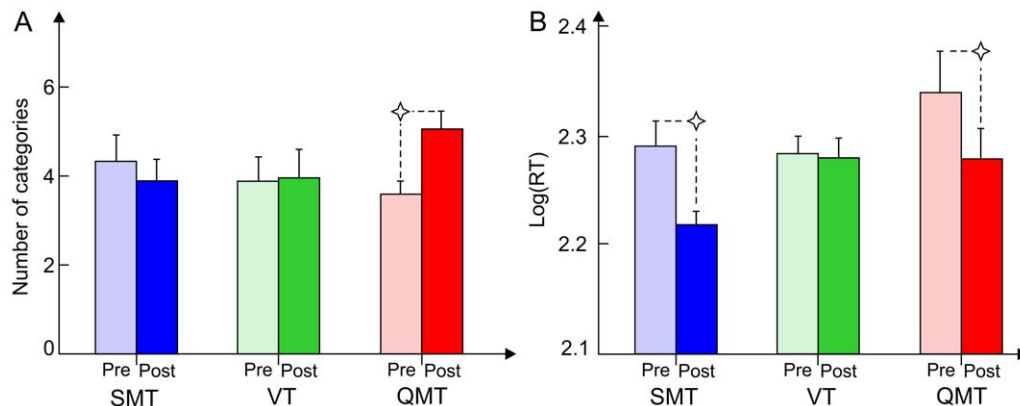 A
Number of categories
6
4
2
0
Pre Post Pre Post Pre Post
SMT VT QMT
B
Log(RT)
2.4
2.3
2.2
2.1
Pre Post Pre Post Pre Post
SMT VT QMT